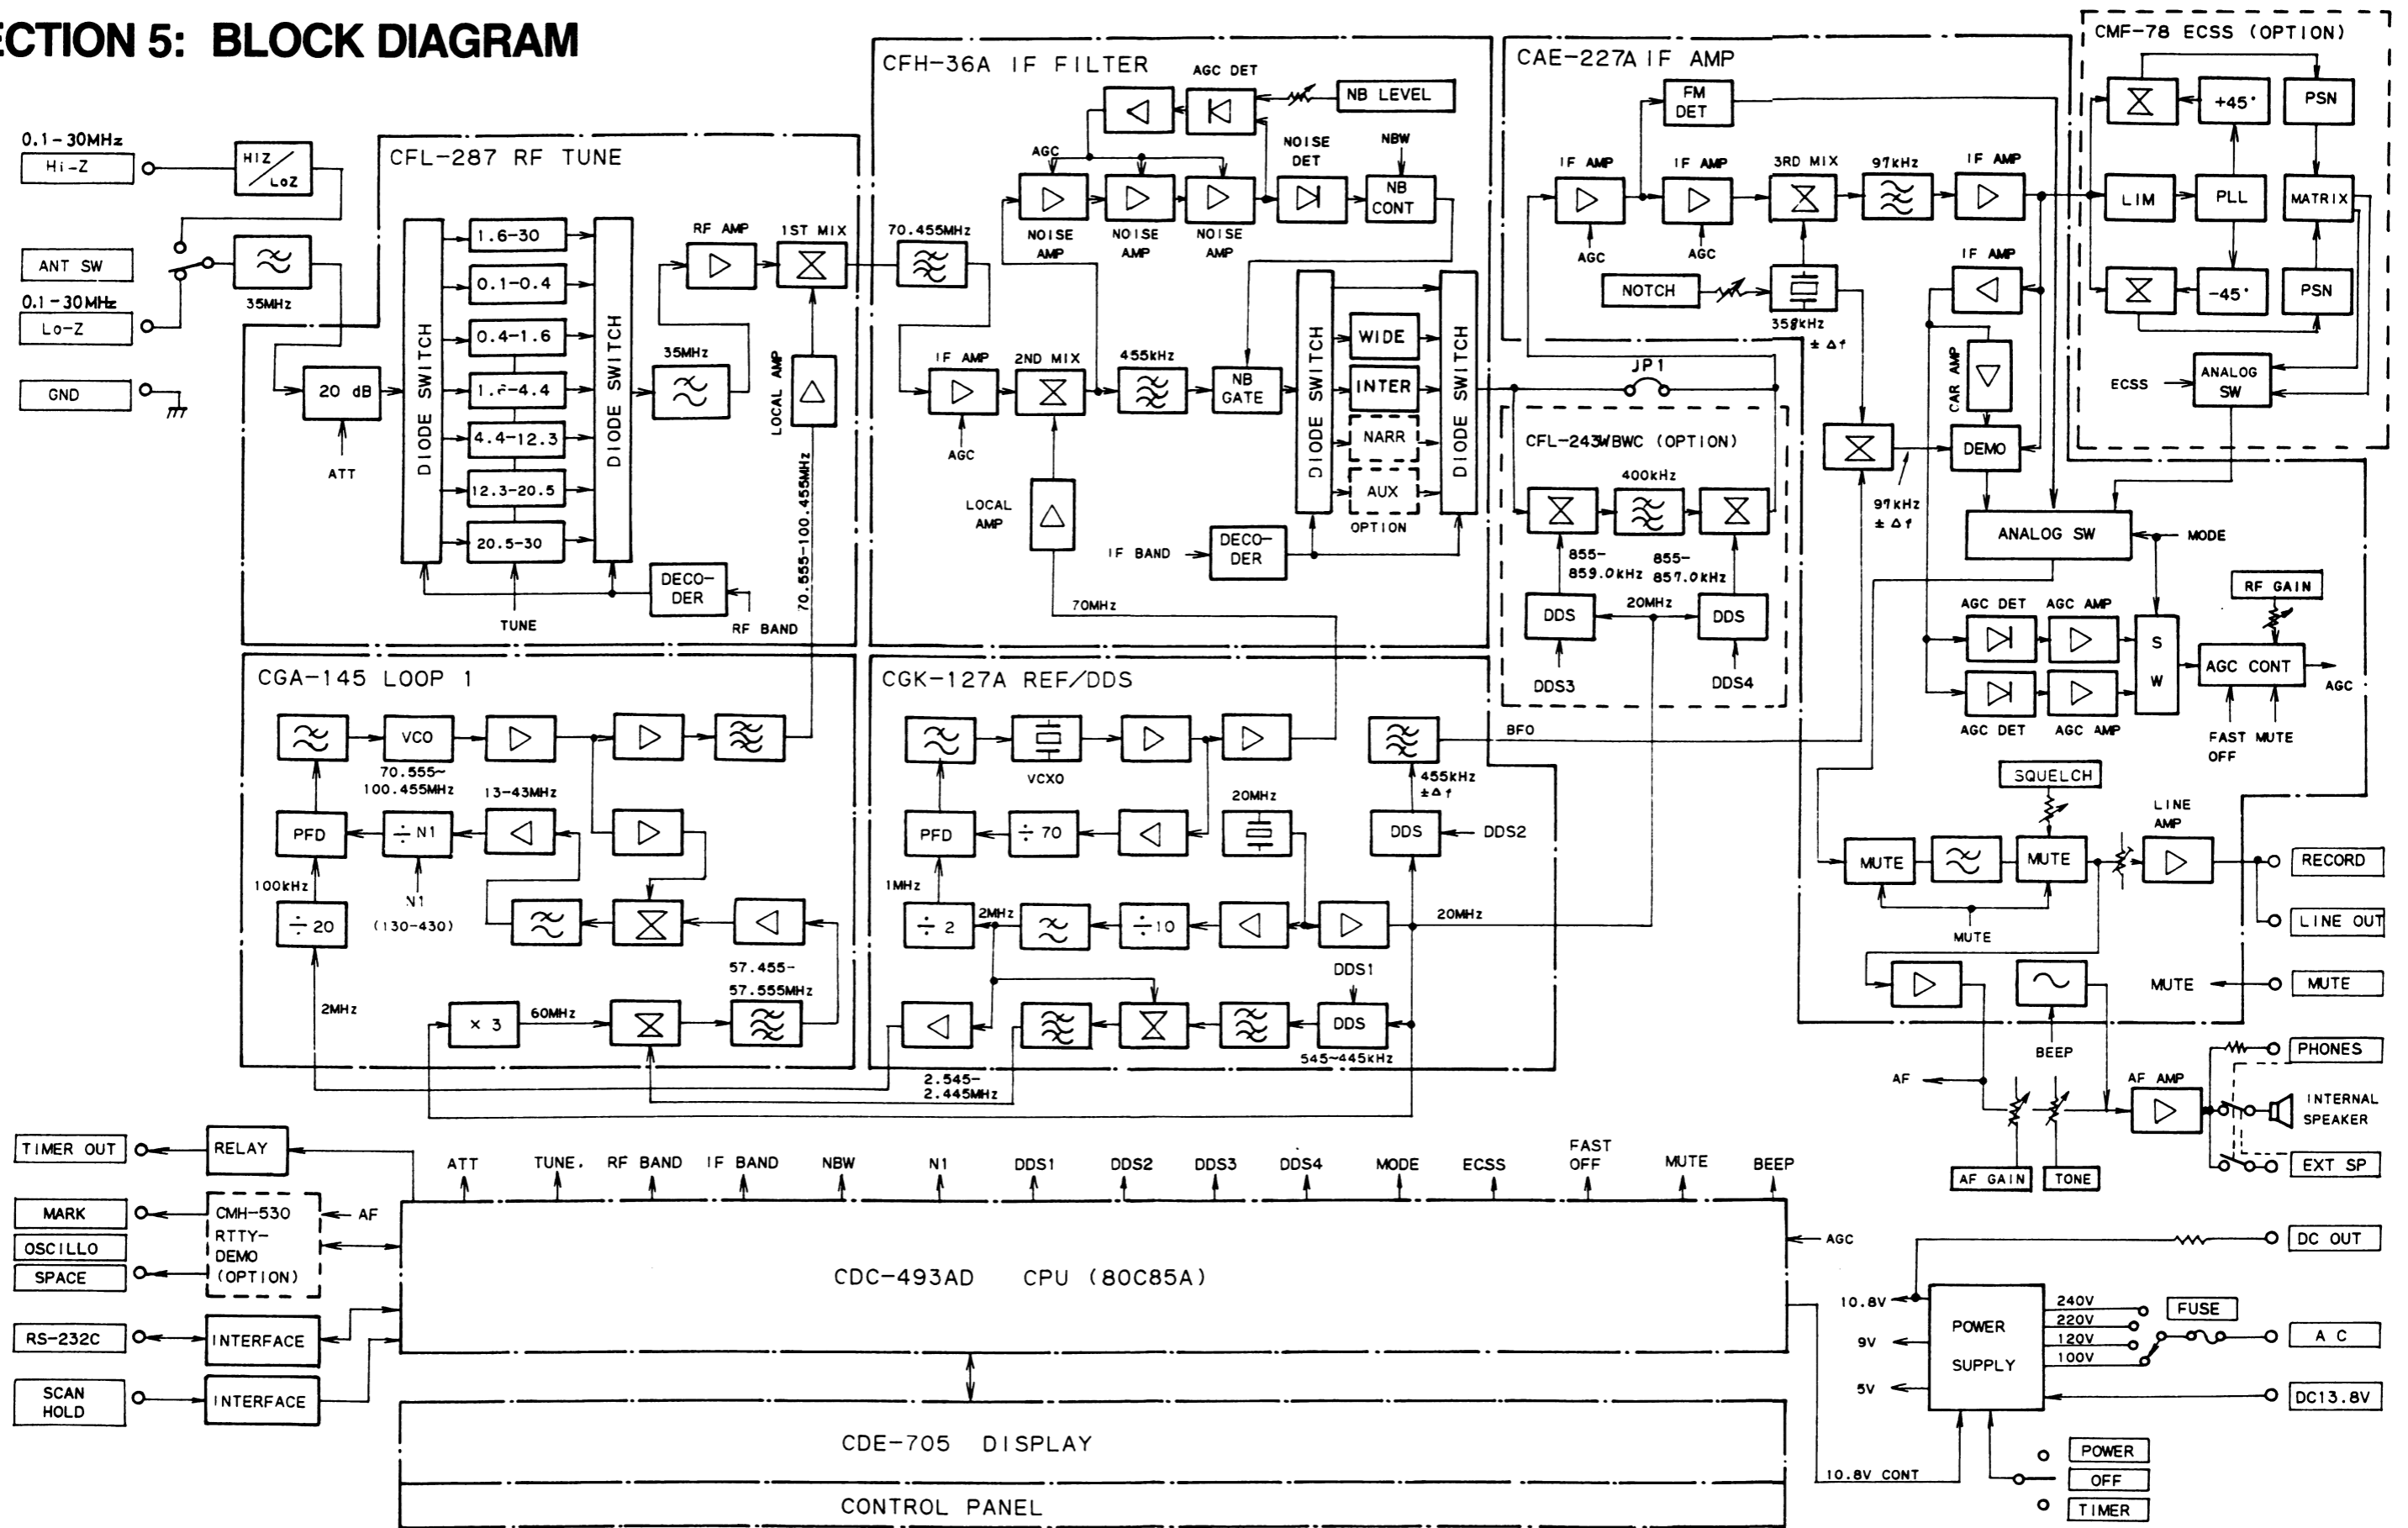 ECTION 5: BLOCK DIAGRAM
0.1-30MHz
Hi-Z
HIZ/LoZ
ANT SW
35MHz
0.1-30MHz
Lo-Z
GND
CFL-287 RF TUNE
20 dB
ATT
DIODE SWITCH
1.6-30
0.1-0.4
0.4-1.6
4.4-12.3
12.3-20.5
20.5-30
TUNE
DIODE SWITCH
DECO-
DER
RF BAND
35MHz
RF AMP
1ST MIX
LOCAL AMP
70.555-100.455MHz
CFH-36A IF FILTER
AGC DET
NB LEVEL
AGC
NOISE
AMP
NOISE
AMP
NOISE
AMP
NOISE
DET
NBW
NB
CONT
70.455MHz
IF AMP
AGC
2ND MIX
455kHz
NB
GATE
LOCAL
AMP
DIODE SWITCH
WIDE
INTER
NARR
AUX
OPTION
DIODE SWITCH
IF BAND
DECO-
DER
70MHz
CAE-227A IF AMP
FM
DET
IF AMP
AGC
IF AMP
AGC
3RD MIX
97kHz
IF AMP
NOTCH
± Δf
IF AMP
CAR AMP
DEMO
97kHz
± Δf
JP1
CFL-243WBWC (OPTION)
400kHz
855-
859.0kHz
855-
857.0kHz
DDS
20MHz
DDS
DDS3
DDS4
CMF-78 ECSS (OPTION)
+45°
PSN
LIM
PLL
MATRIX
-45°
PSN
ECSS
ANALOG
SW
ANALOG SW
MODE
RF GAIN
AGC DET
AGC AMP
S
W
AGC CONT
AGC
AGC DET
AGC AMP
FAST
OFF
MUTE
SQUELCH
LINE
AMP
MUTE
MUTE
MUTE
RECORD
LINE OUT
MUTE
MUTE
BEEP
PHONES
AF
AF AMP
INTERNAL
SPEAKER
EXT SP
AF GAIN
TONE
CGA-145 LOOP 1
VCO
70.555~
100.455MHz
13-43MHz
PFD
÷ N1
100kHz
N1
(130-430)
÷ 20
57.455-
57.555MHz
2MHz
× 3
60MHz
CGK-127A REF/DDS
VCXO
BFO
455kHz
±Δf
PFD
÷ 70
20MHz
DDS
DDS2
1MHz
÷ 2
2MHz
÷10
20MHz
DDS1
DDS
545~445kHz
2.545-
2.445MHz
TIMER OUT
RELAY
ATT
TUNE.
RF BAND
IF BAND
NBW
N1
DDS1
DDS2
DDS3
DDS4
MODE
ECSS
FAST
OFF
MUTE
BEEP
MARK
OSCILLO
SPACE
CMH-530
RTTY-
DEMO
(OPTION)
AF
CDC-493AD CPU (80C85A)
AGC
RS-232C
INTERFACE
SCAN
HOLD
INTERFACE
CDE-705 DISPLAY
CONTROL PANEL
10.8V CONT
DC OUT
10.8V
9V
5V
POWER
SUPPLY
240V
220V
120V
100V
FUSE
A C
DC13.8V
POWER
OFF
TIMER